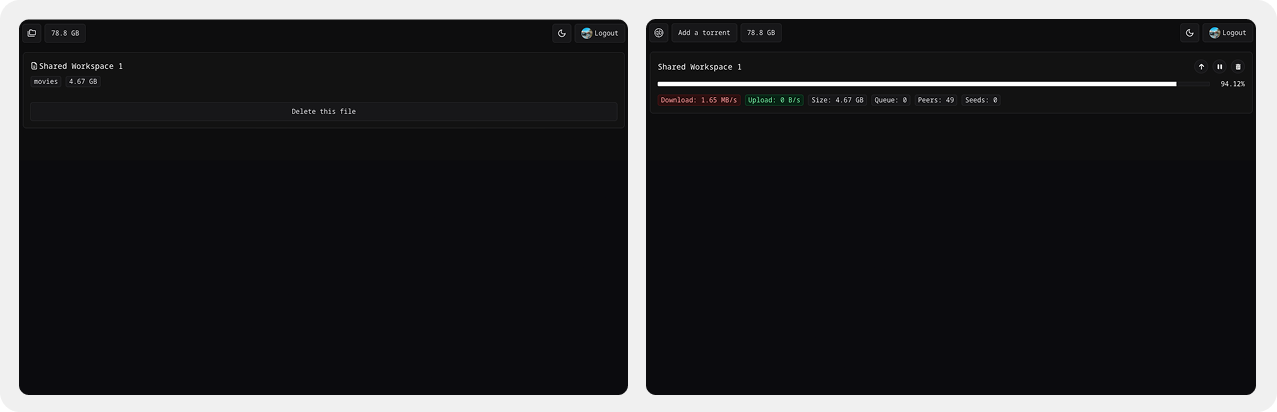 78.8 GB
Logout
Shared Workspace 1
movies 4.67 GB
Delete this file
Add a torrent 78.8 GB
Logout
Shared Workspace 1
94.12%
Download: 1.65 MB/s Upload: 0 B/s Size: 4.67 GB Queue: 0 Peers: 49 Seeds: 0